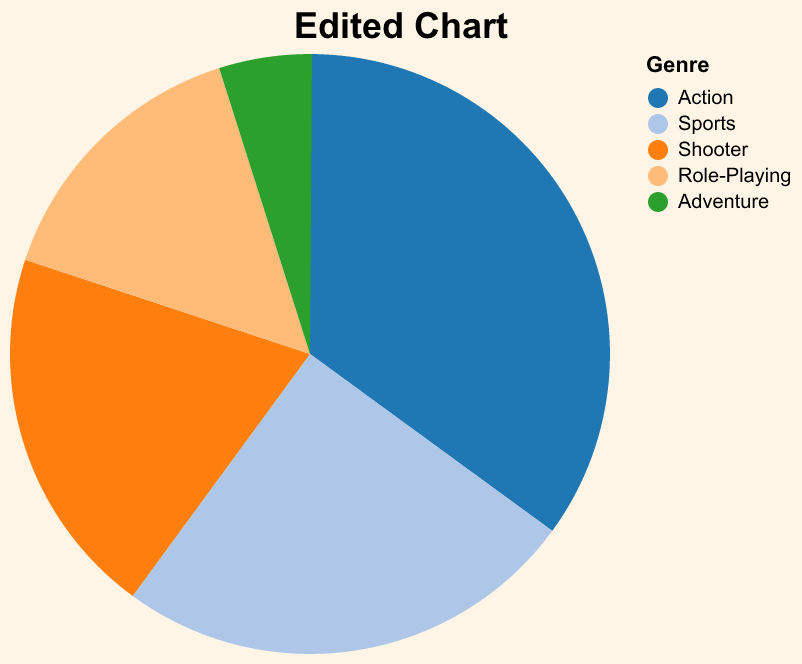 Edited Chart
Genre
Action
Sports
Shooter
Role-Playing
Adventure